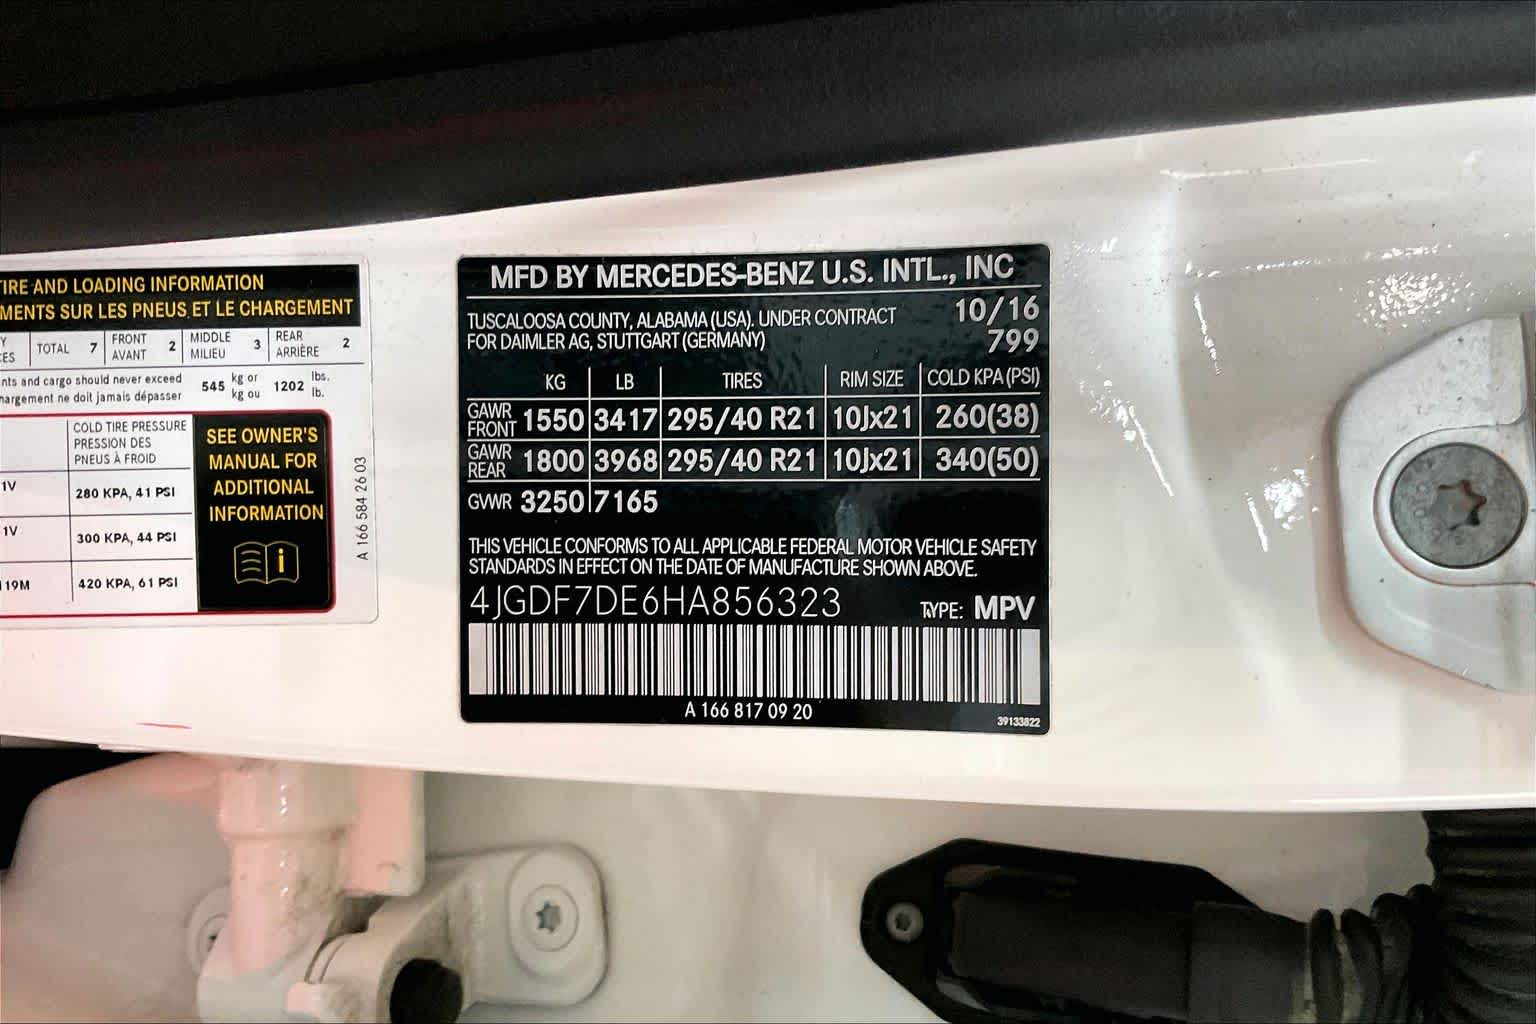 TIRE AND LOADING INFORMATION
MENTS SUR LES PNEUS ET LE CHARGEMENT
TOTAL 7 FRONT AVANT 2 MIDDLE MILIEU 3 REAR ARRIÈRE 2
and cargo should never exceed 545 kg or 1202 lbs.
ne doit jamais dépasser kg ou lb.
COLD TIRE PRESSURE
PRESSION DES
PNEUS À FROID
1V 280 KPA, 41 PSI
1V 300 KPA, 44 PSI
119M 420 KPA, 61 PSI
SEE OWNER'S
MANUAL FOR
ADDITIONAL
INFORMATION
A 166 584 26 03
MFD BY MERCEDES-BENZ U.S. INTL., INC
TUSCALOOSA COUNTY, ALABAMA (USA). UNDER CONTRACT 10/16
FOR DAIMLER AG, STUTTGART (GERMANY) 799
KG LB TIRES RIM SIZE COLD KPA (PSI)
GAWR FRONT 1550 3417 295/40 R21 10Jx21 260(38)
GAWR REAR 1800 3968 295/40 R21 10Jx21 340(50)
GVWR 3250 7165
THIS VEHICLE CONFORMS TO ALL APPLICABLE FEDERAL MOTOR VEHICLE SAFETY
STANDARDS IN EFFECT ON THE DATE OF MANUFACTURE SHOWN ABOVE.
4JGDF7DE6HA856323 TYPE: MPV
A 166 817 09 20
39133822